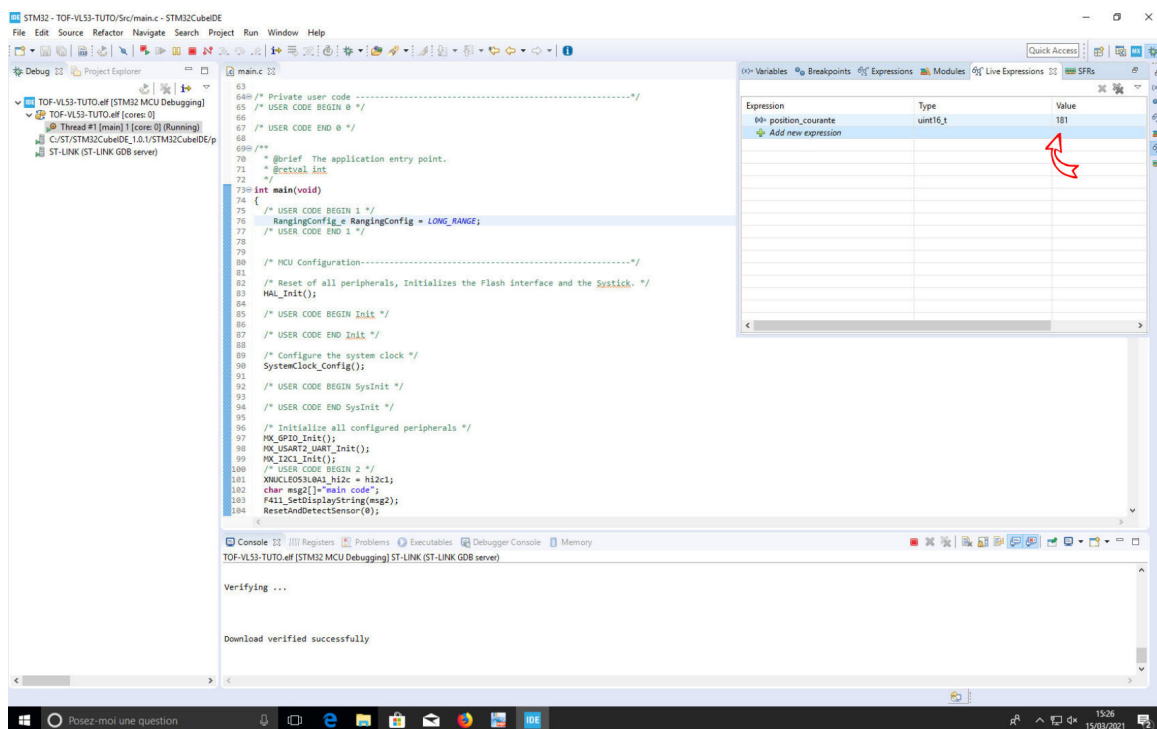 STM32 - TOF-VL53-TUTO/Src/main.c - STM32CubeIDE
File Edit Source Refactor Navigate Search Project Run Window Help
Quick Access
Debug Project Explorer
TOF-VL53-TUTO.elf [STM32 MCU Debugging]
TOF-VL53-TUTO.elf [cores: 0]
Thread #1 [main] 1 [core: 0] (Running)
C:/ST/STM32CubeIDE_1.0.1/STM32CubeIDE/p
ST-LINK (ST-LINK GDB server)
main.c
63
64 /* Private user code ---------------------------------------------------------*/
65 /* USER CODE BEGIN 0 */
66
67 /* USER CODE END 0 */
68
69 /**
70 * @brief The application entry point.
71 * @retval int
72 */
73 int main(void)
74 {
75 /* USER CODE BEGIN 1 */
76 RangingConfig_e RangingConfig = LONG_RANGE;
77 /* USER CODE END 1 */
78
79
80 /* MCU Configuration--------------------------------------------------------*/
81
82 /* Reset of all peripherals, Initializes the Flash interface and the Systick. */
83 HAL_Init();
84
85 /* USER CODE BEGIN Init */
86
87 /* USER CODE END Init */
88
89 /* Configure the system clock */
90 SystemClock_Config();
91
92 /* USER CODE BEGIN SysInit */
93
94 /* USER CODE END SysInit */
95
96 /* Initialize all configured peripherals */
97 MX_GPIO_Init();
98 MX_USART2_UART_Init();
99 MX_I2C1_Init();
100 /* USER CODE BEGIN 2 */
101 XNUCLEO53L0A1_hi2c = hi2c1;
102 char msg2[]="main code";
103 F411_SetDisplayString(msg2);
104 ResetAndDetectSensor(0);
Variables Breakpoints Expressions Modules Live Expressions SFRs
Expression Type Value
position_courante uint16_t 181
Add new expression
Console Registers Problems Executables Debugger Console Memory
TOF-VL53-TUTO.elf [STM32 MCU Debugging] ST-LINK (ST-LINK GDB server)
Verifying ...
Download verified successfully
Posez-moi une question
IDE
15:26
15/03/2021